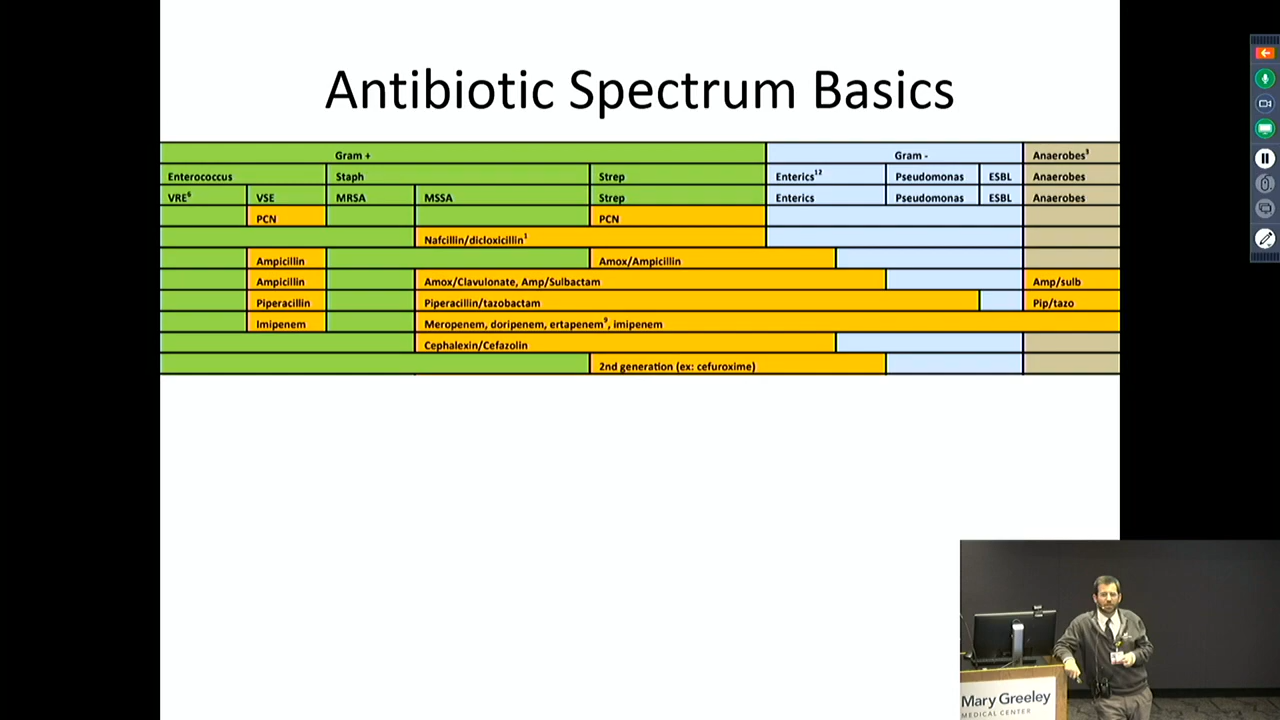 Antibiotic Spectrum Basics
Gram + Gram - Anaerobes³
Enterococcus Staph Strep Enterics¹² Pseudomonas ESBL Anaerobes
VRE⁶ VSE MRSA MSSA Strep Enterics Pseudomonas ESBL Anaerobes
PCN PCN
Nafcillin/dicloxicillin¹
Ampicillin Amox/Ampicillin
Ampicillin Amox/Clavulonate, Amp/Sulbactam Amp/sulb
Piperacillin Piperacillin/tazobactam Pip/tazo
Imipenem Meropenem, doripenem, ertapenem⁹, imipenem
Cephalexin/Cefazolin
2nd generation (ex: cefuroxime)
Mary Greeley
MEDICAL CENTER